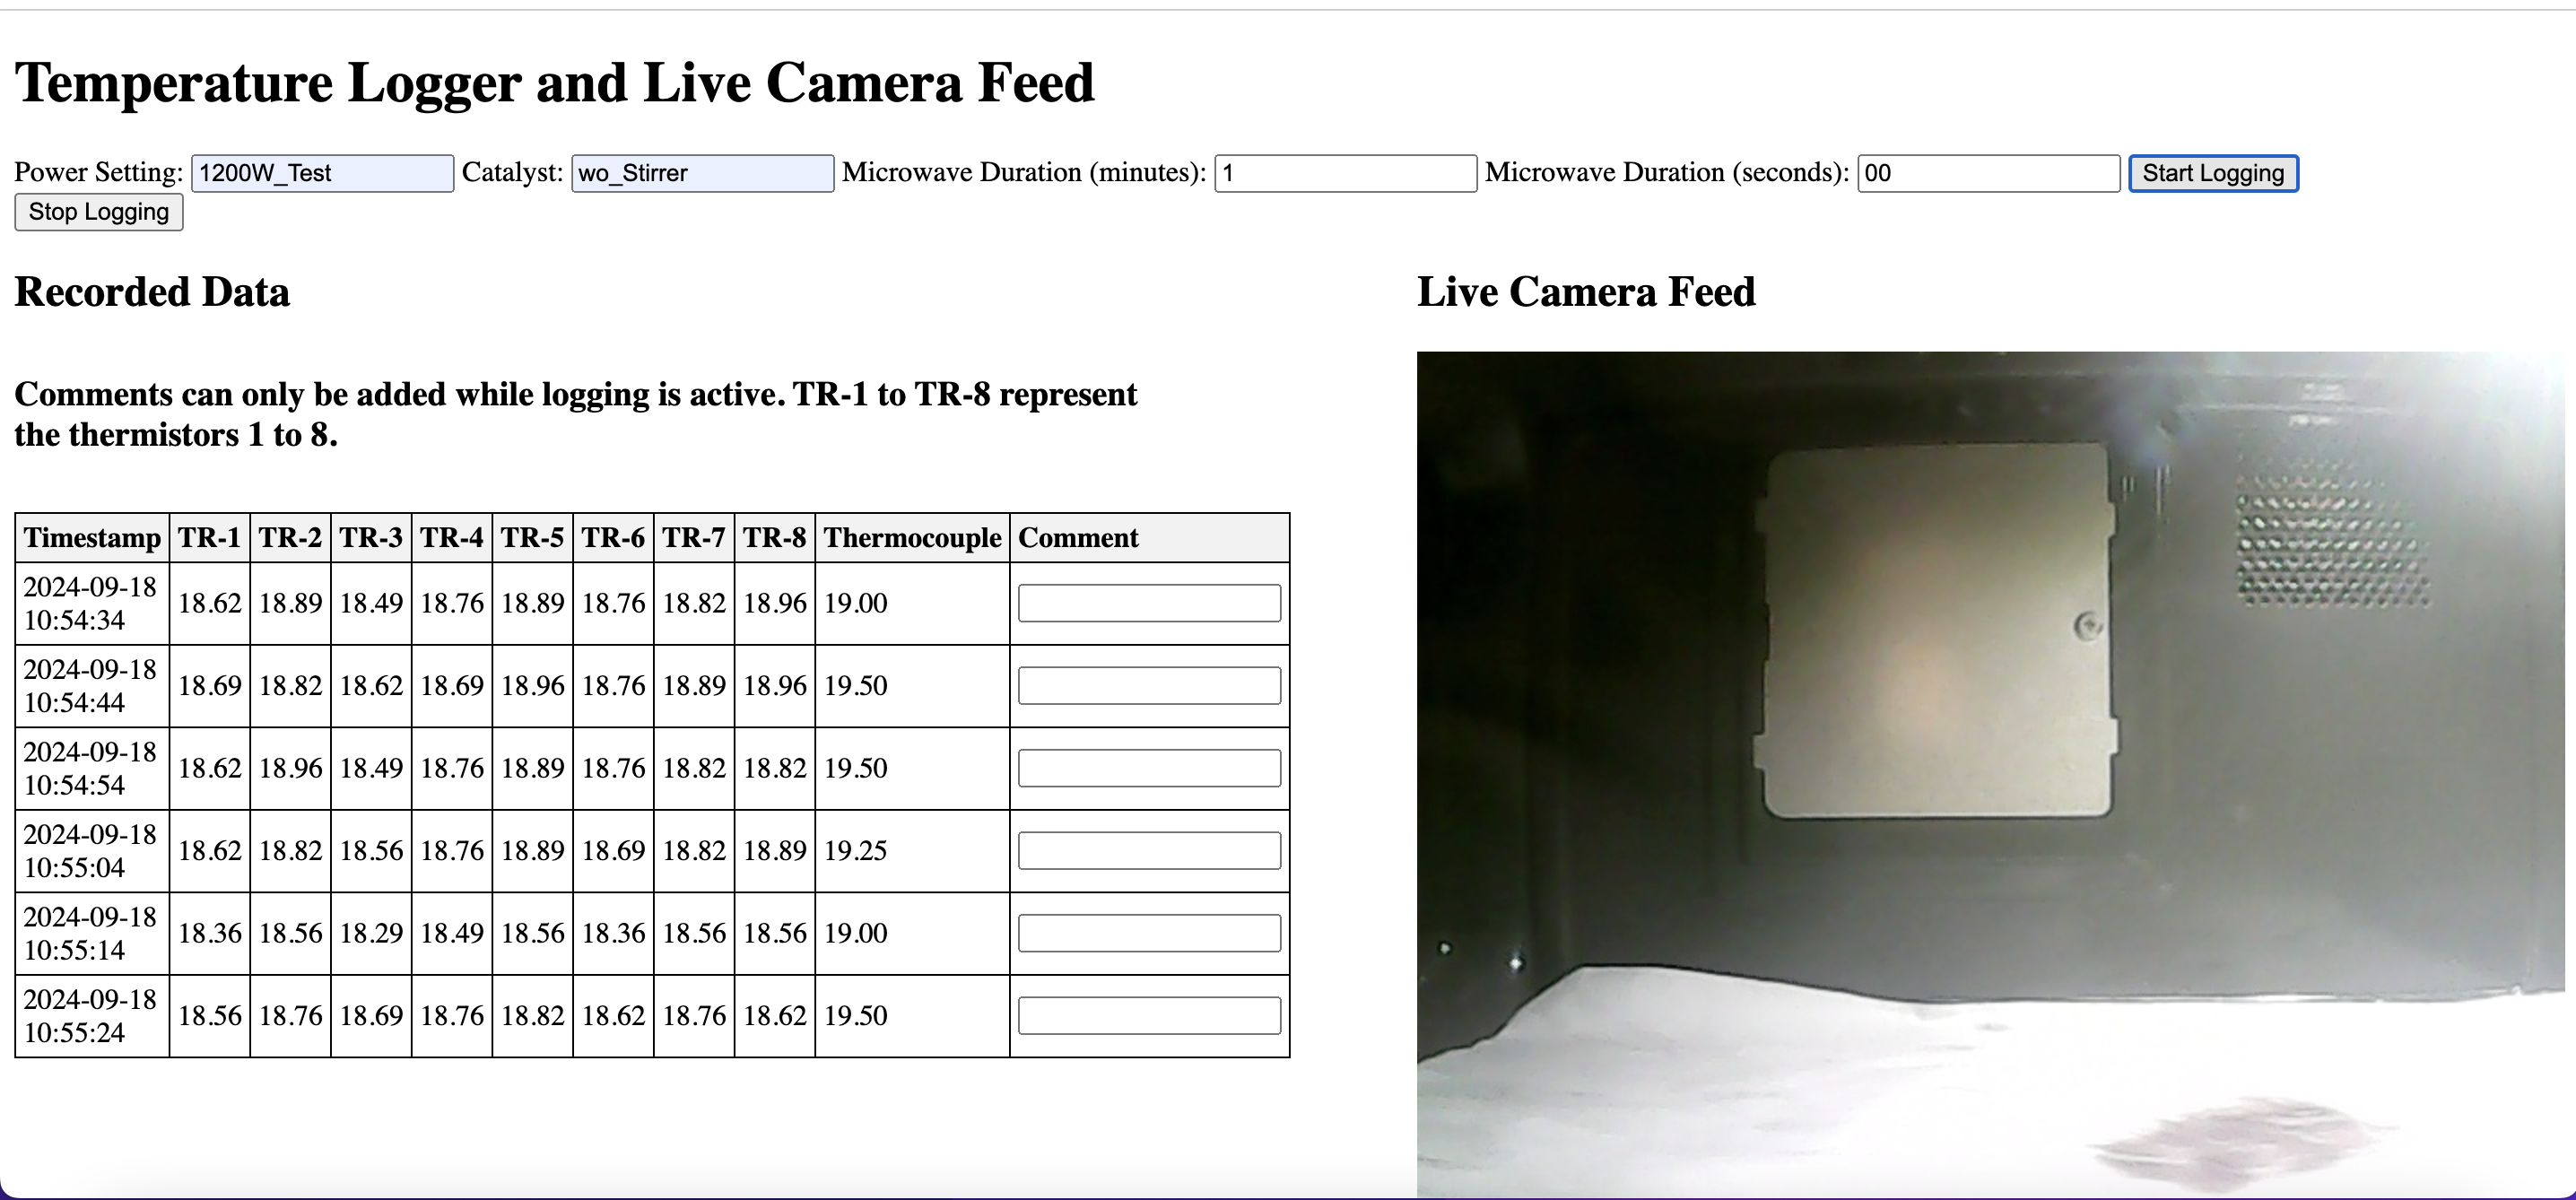 Temperature Logger and Live Camera Feed
Power Setting: 1200W_Test Catalyst: wo_Stirrer Microwave Duration (minutes): 1 Microwave Duration (seconds): 00 Start Logging
Stop Logging
Recorded Data
Comments can only be added while logging is active. TR-1 to TR-8 represent
the thermistors 1 to 8.
Timestamp TR-1 TR-2 TR-3 TR-4 TR-5 TR-6 TR-7 TR-8 Thermocouple Comment
2024-09-18
10:54:34 18.62 18.89 18.49 18.76 18.89 18.76 18.82 18.96 19.00
2024-09-18
10:54:44 18.69 18.82 18.62 18.69 18.96 18.76 18.89 18.96 19.50
2024-09-18
10:54:54 18.62 18.96 18.49 18.76 18.89 18.76 18.82 18.82 19.50
2024-09-18
10:55:04 18.62 18.82 18.56 18.76 18.89 18.69 18.82 18.89 19.25
2024-09-18
10:55:14 18.36 18.56 18.29 18.49 18.56 18.36 18.56 18.56 19.00
2024-09-18
10:55:24 18.56 18.76 18.69 18.76 18.82 18.62 18.76 18.62 19.50
Live Camera Feed